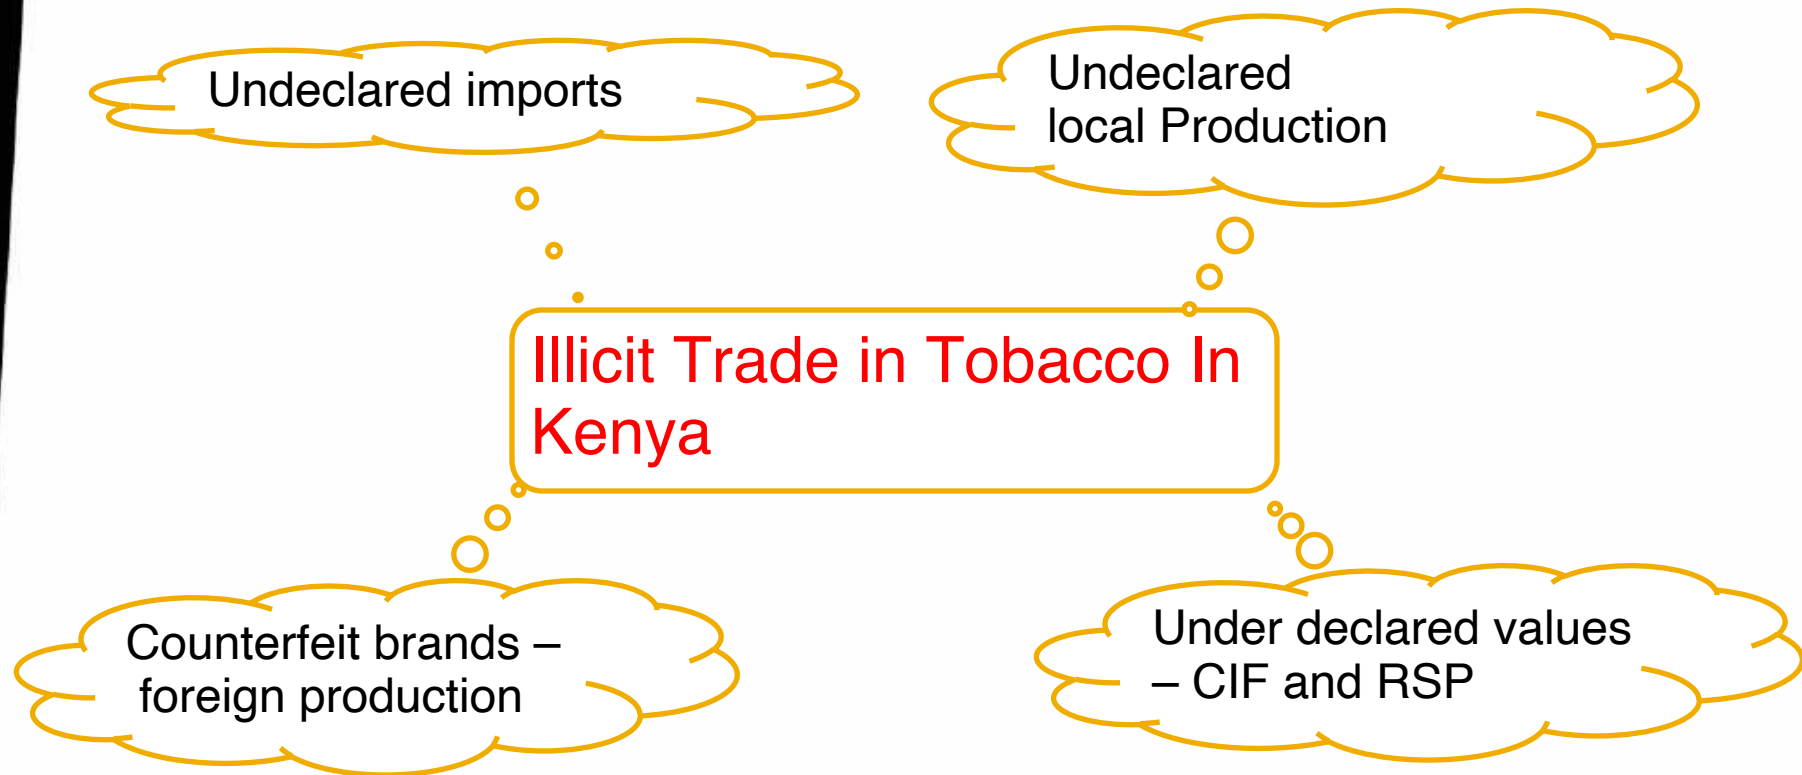 Undeclared imports
Undeclared
local Production
Illicit Trade in Tobacco In
Kenya
Counterfeit brands –
foreign production
Under declared values
– CIF and RSP